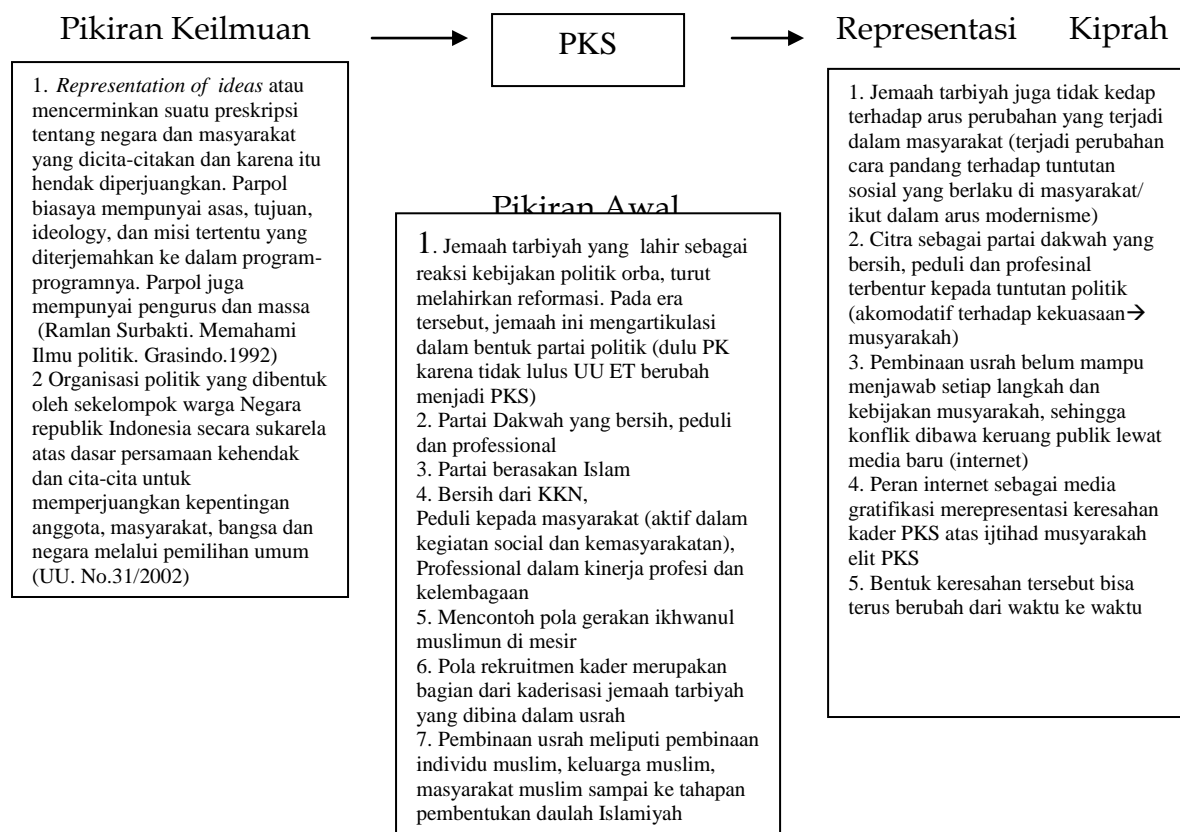 Pikiran Keilmuan
1. Representation of ideas atau
mencerminkan suatu preskripsi
tentang negara dan masyarakat
yang dicita-citakan dan karena itu
hendak diperjuangkan. Parpol
biasaya mempunyai asas, tujuan,
ideology, dan misi tertentu yang
diterjemahkan ke dalam program-
programnya. Parpol juga
mempunyai pengurus dan massa
(Ramlan Surbakti. Memahami
Ilmu politik. Grasindo.1992)
2 Organisasi politik yang dibentuk
oleh sekelompok warga Negara
republik Indonesia secara sukarela
atas dasar persamaan kehendak
dan cita-cita untuk
memperjuangkan kepentingan
anggota, masyarakat, bangsa dan
negara melalui pemilihan umum
(UU. No.31/2002)
PKS
Pikiran Awal
1. Jemaah tarbiyah yang lahir sebagai
reaksi kebijakan politik orba, turut
melahirkan reformasi. Pada era
tersebut, jemaah ini mengartikulasi
dalam bentuk partai politik (dulu PK
karena tidak lulus UU ET berubah
menjadi PKS)
2. Partai Dakwah yang bersih, peduli
dan professional
3. Partai berasakan Islam
4. Bersih dari KKN,
Peduli kepada masyarakat (aktif dalam
kegiatan social dan kemasyarakatan),
Professional dalam kinerja profesi dan
kelembagaan
5. Mencontoh pola gerakan ikhwanul
muslimun di mesir
6. Pola rekruitmen kader merupakan
bagian dari kaderisasi jemaah tarbiyah
yang dibina dalam usrah
7. Pembinaan usrah meliputi pembinaan
individu muslim, keluarga muslim,
masyarakat muslim sampai ke tahapan
pembentukan daulah Islamiyah
Representasi Kiprah
1. Jemaah tarbiyah juga tidak kedap
terhadap arus perubahan yang terjadi
dalam masyarakat (terjadi perubahan
cara pandang terhadap tuntutan
sosial yang berlaku di masyarakat/
ikut dalam arus modernisme)
2. Citra sebagai partai dakwah yang
bersih, peduli dan profesinal
terbentur kepada tuntutan politik
(akomodatif terhadap kekuasaan→
musyarakah)
3. Pembinaan usrah belum mampu
menjawab setiap langkah dan
kebijakan musyarakah, sehingga
konflik dibawa keruang publik lewat
media baru (internet)
4. Peran internet sebagai media
gratifikasi merepresentasi keresahan
kader PKS atas ijtihad musyarakah
elit PKS
5. Bentuk keresahan tersebut bisa
terus berubah dari waktu ke waktu